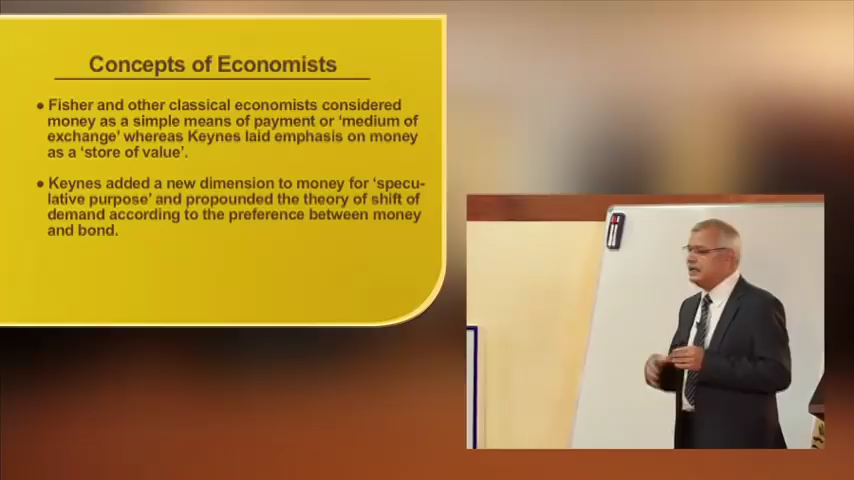 Concepts of Economists
● Fisher and other classical economists considered
money as a simple means of payment or ‘medium of
exchange’ whereas Keynes laid emphasis on money
as a ‘store of value’.
● Keynes added a new dimension to money for ‘specu-
lative purpose’ and propounded the theory of shift of
demand according to the preference between money
and bond.